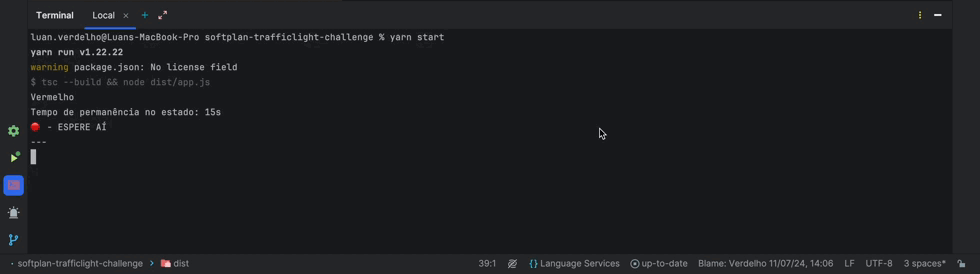 Terminal Local × +
luan.verdelho@Luans-MacBook-Pro softplan-trafficlight-challenge % yarn start
yarn run v1.22.22
warning package.json: No license field
$ tsc --build && node dist/app.js
Vermelho
Tempo de permanência no estado: 15s
🔴 - ESPERE AÍ
---
softplan-trafficlight-challenge > dist 39:1 {} Language Services up-to-date Blame: Verdelho 11/07/24, 14:06 LF UTF-8 3 spaces*